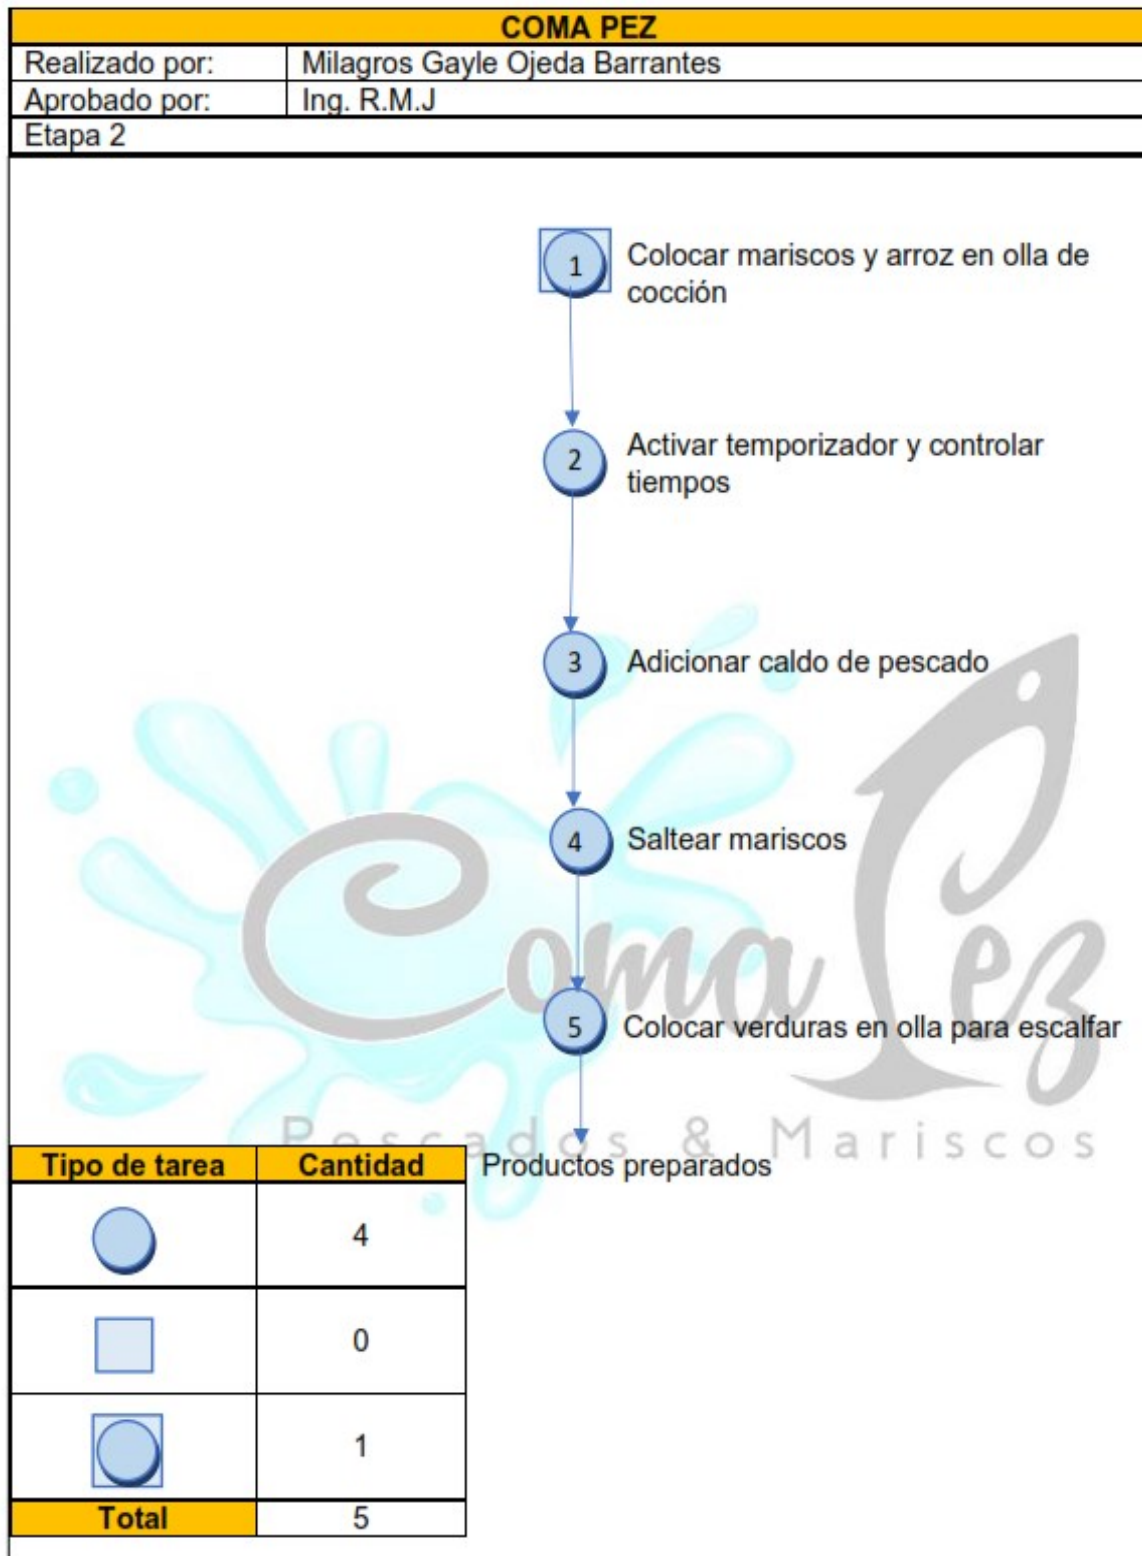 COMA PEZ
Realizado por: Milagros Gayle Ojeda Barrantes
Aprobado por: Ing. R.M.J
Etapa 2
1 Colocar mariscos y arroz en olla de
cocción
2 Activar temporizador y controlar
tiempos
3 Adicionar caldo de pescado
4 Saltear mariscos
Coma Pez
5 Colocar verduras en olla para escalfar
Pescados & Mariscos
Productos preparados
Tipo de tarea Cantidad
4
0
1
Total 5